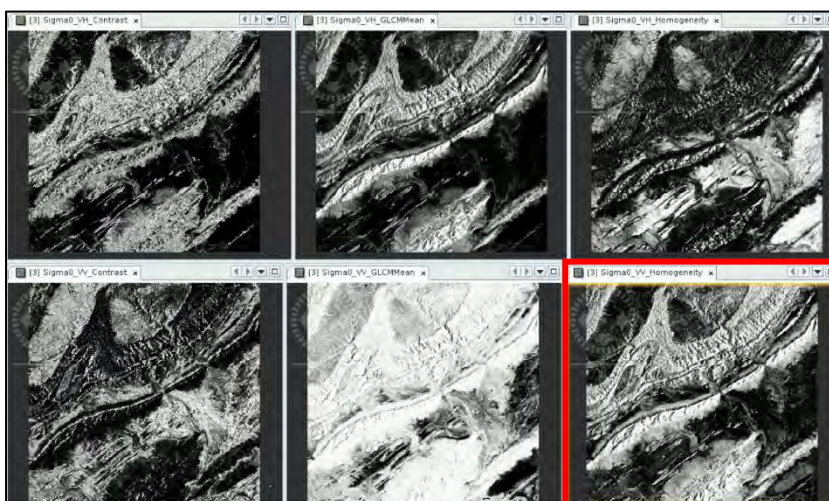 [3] Sigma0_VH_Contrast
[3] Sigma0_VH_GLCMMean
[3] Sigma0_VH_Homogeneity
[3] Sigma0_VV_Contrast
[3] Sigma0_VV_GLCMMean
[3] Sigma0_VV_Homogeneity